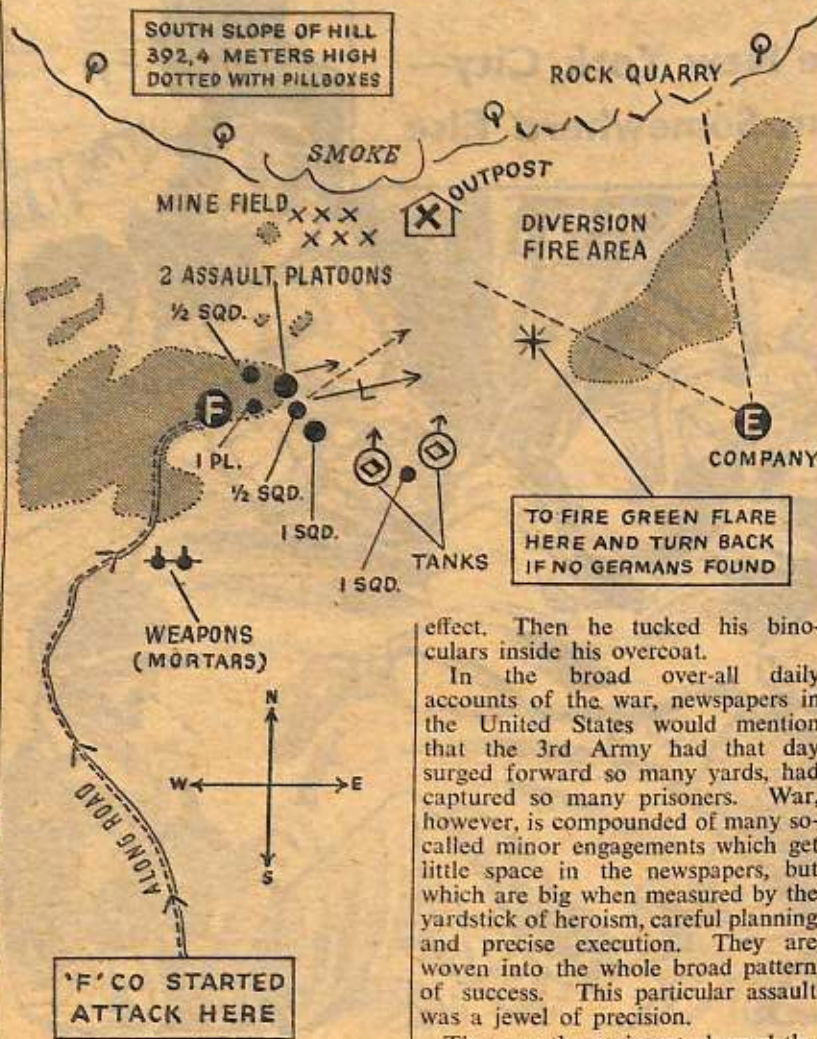 SOUTH SLOPE OF HILL
392,4 METERS HIGH
DOTTED WITH PILLBOXES
ROCK QUARRY
SMOKE
OUTPOST
MINE FIELD
X X X
X X X
X
DIVERSION
FIRE AREA
2 ASSAULT PLATOONS
½ SQD.
F
1 PL.
½ SQD.
1 SQD.
1 SQD.
TANKS
E
COMPANY
TO FIRE GREEN FLARE
HERE AND TURN BACK
IF NO GERMANS FOUND
WEAPONS
(MORTARS)
N
W
E
S
ALONG ROAD
'F' CO STARTED
ATTACK HERE
effect. Then he tucked his bino-
culars inside his overcoat.
In the broad over-all daily
accounts of the war, newspapers in
the United States would mention
that the 3rd Army had that day
surged forward so many yards, had
captured so many prisoners. War,
however, is compounded of many so-
called minor engagements which get
little space in the newspapers, but
which are big when measured by the
yardstick of heroism, careful planning
and precise execution. They are
woven into the whole broad pattern
of success. This particular assault
was a jewel of precision.